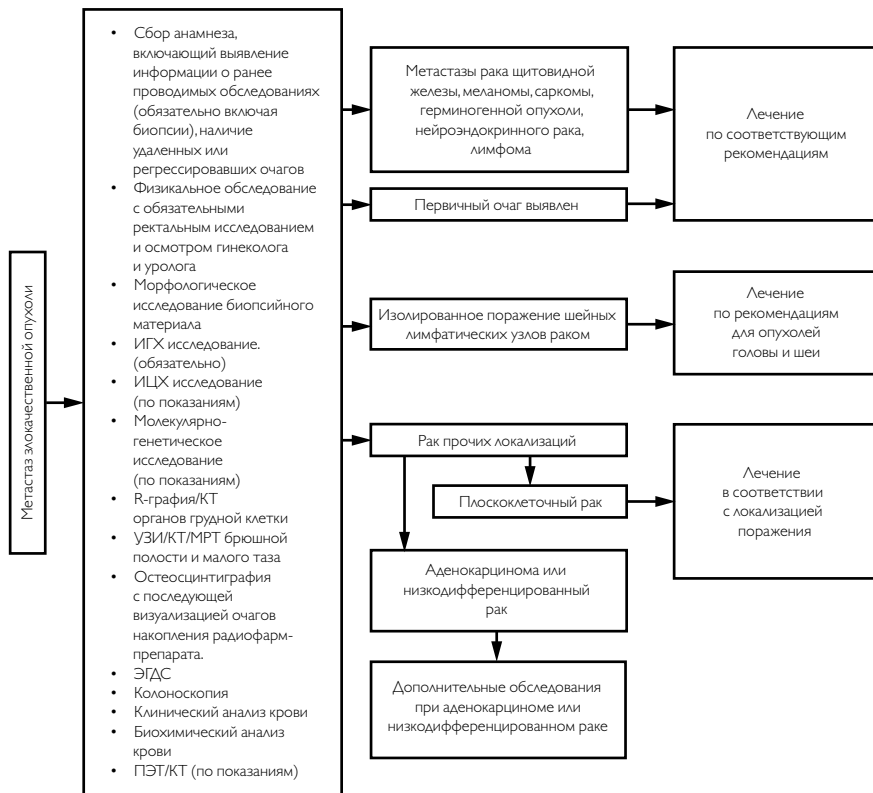 Метастаз злокачественной опухоли
• Сбор анамнеза,
включающий выявление
информации о ранее
проводимых обследованиях
(обязательно включая
биопсии), наличие
удаленных или
регрессировавших очагов
• Физикальное обследование
с обязательными
ректальным исследованием
и осмотром гинеколога
и уролога
• Морфологическое
исследование биопсийного
материала
• ИГХ исследование.
(обязательно)
• ИЦХ исследование
(по показаниям)
• Молекулярно-
генетическое
исследование
(по показаниям)
• R-графия/КТ
органов грудной клетки
• УЗИ/КТ/МРТ брюшной
полости и малого таза
• Остеосцинтиграфия
с последующей
визуализацией очагов
накопления радиофарм-
препарата.
• ЭГДС
• Колоноскопия
• Клинический анализ крови
• Биохимический анализ
крови
• ПЭТ/КТ (по показаниям)
Метастазы рака щитовидной
железы, меланомы, саркомы,
герминогенной опухоли,
нейроэндокринного рака,
лимфома
Первичный очаг выявлен
Лечение
по соответствующим
рекомендациям
Изолированное поражение шейных
лимфатических узлов раком
Лечение
по рекомендациям
для опухолей
головы и шеи
Рак прочих локализаций
Плоскоклеточный рак
Лечение
в соответствии
с локализацией
поражения
Аденокарцинома или
низкодифференцированный
рак
Дополнительные обследования
при аденокарциноме или
низкодифференцированном раке